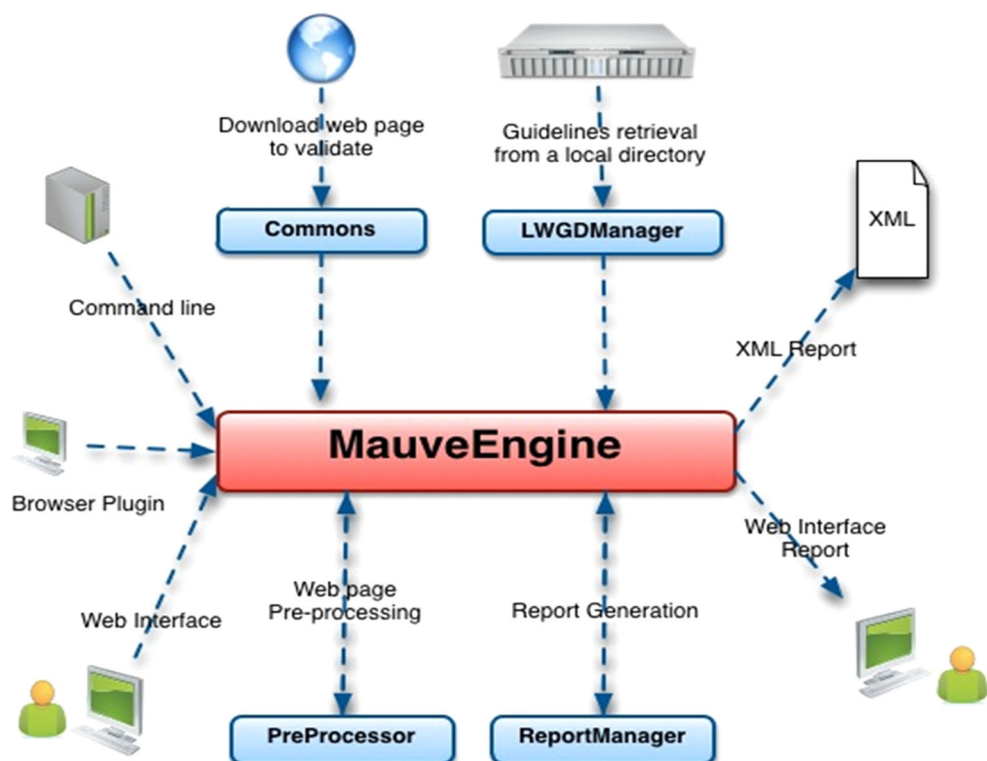 Download web page
to validate
Guidelines retrieval
from a local directory
Commons
LWGDManager
XML
Command line
XML Report
MauveEngine
Browser Plugin
Web Interface
Report
Web page
Pre-processing
Report Generation
Web Interface
PreProcessor
ReportManager